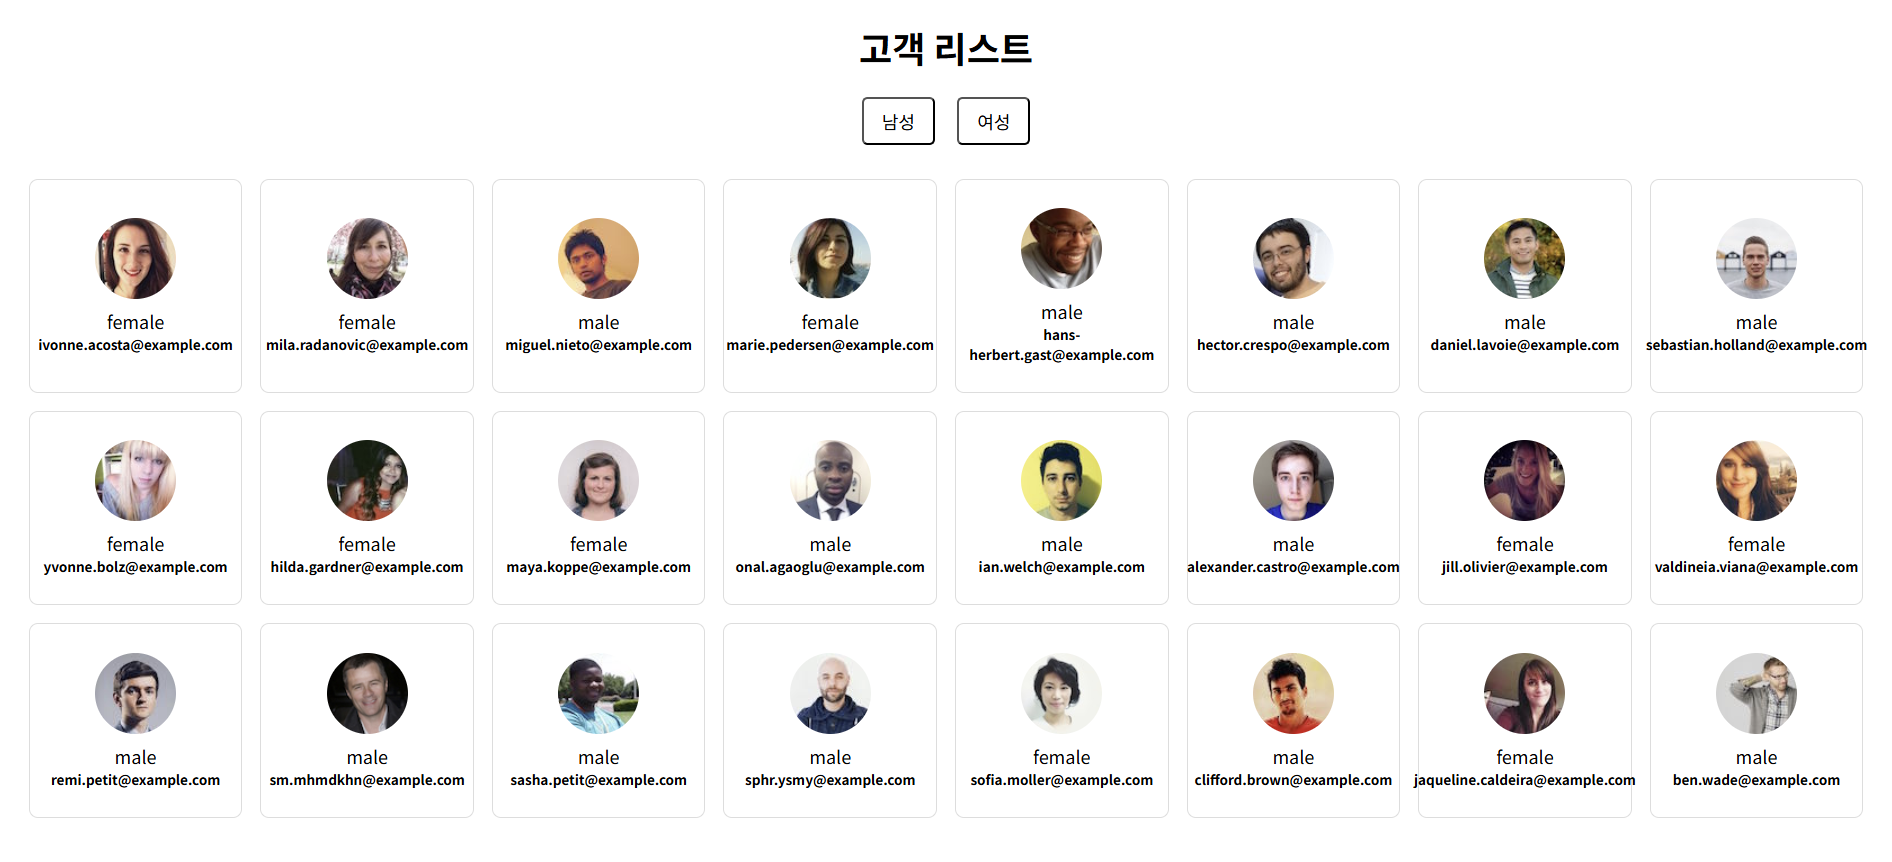 고객 리스트
남성
여성
female
ivonne.acosta@example.com
female
mila.radanovic@example.com
male
miguel.nieto@example.com
female
marie.pedersen@example.com
male
hans-
herbert.gast@example.com
male
hector.crespo@example.com
male
daniel.lavoie@example.com
male
sebastian.holland@example.com
female
yvonne.bolz@example.com
female
hilda.gardner@example.com
female
maya.koppe@example.com
male
onal.agaoglu@example.com
male
ian.welch@example.com
male
alexander.castro@example.com
female
jill.olivier@example.com
female
valdineia.viana@example.com
male
remi.petit@example.com
male
sm.mhmdkhn@example.com
male
sasha.petit@example.com
male
sphr.ysmy@example.com
female
sofia.moller@example.com
male
clifford.brown@example.com
female
jaqueline.caldeira@example.com
male
ben.wade@example.com